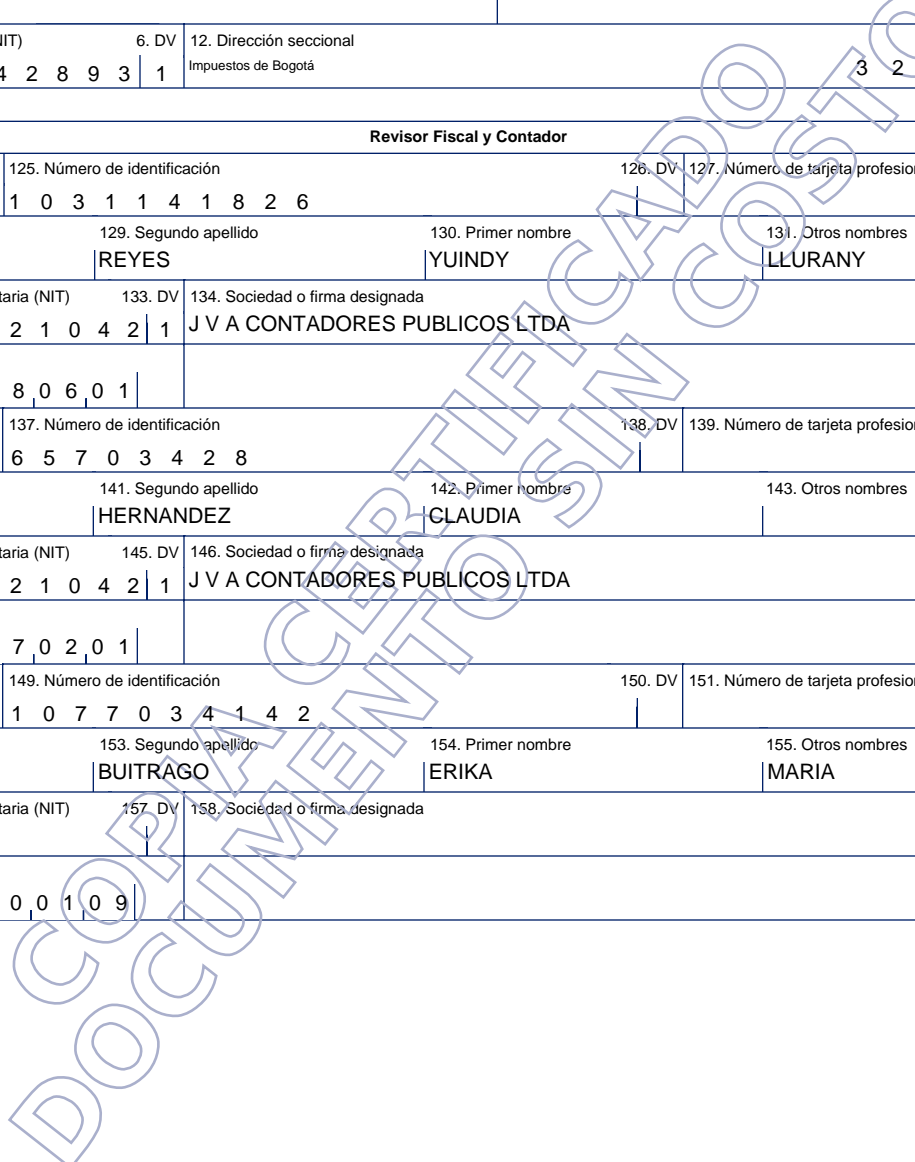 NIT) 6. DV 12. Dirección seccional
4 2 8 9 3 1 Impuestos de Bogotá 3 2
Revisor Fiscal y Contador
125. Número de identificación 126. DV 127. Número de tarjeta profesion
1 0 3 1 1 4 1 8 2 6
129. Segundo apellido 130. Primer nombre 131. Otros nombres
REYES YUINDY LLURANY
taria (NIT) 133. DV 134. Sociedad o firma designada
2 1 0 4 2 1 J V A CONTADORES PUBLICOS LTDA
8 0 6 0 1
137. Número de identificación 138. DV 139. Número de tarjeta profesion
6 5 7 0 3 4 2 8
141. Segundo apellido 142. Primer nombre 143. Otros nombres
HERNANDEZ CLAUDIA
taria (NIT) 145. DV 146. Sociedad o firma designada
2 1 0 4 2 1 J V A CONTADORES PUBLICOS LTDA
7 0 2 0 1
149. Número de identificación 150. DV 151. Número de tarjeta profesion
1 0 7 7 0 3 4 1 4 2
153. Segundo apellido 154. Primer nombre 155. Otros nombres
BUITRAGO ERIKA MARIA
taria (NIT) 157. DV 158. Sociedad o firma designada
0 0 1 0 9
COPIA CERTIFICADO
DOCUMENTO SIN COSTO